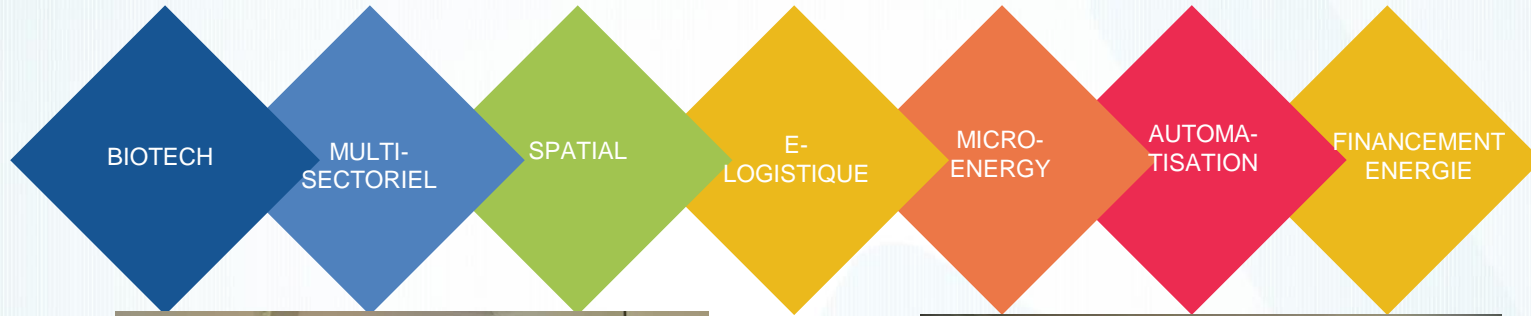 BIOTECH
MULTI-
SECTORIEL
SPATIAL
E-
LOGISTIQUE
MICRO-
ENERGY
AUTOMA-
TISATION
FINANCEMENT
ENERGIE